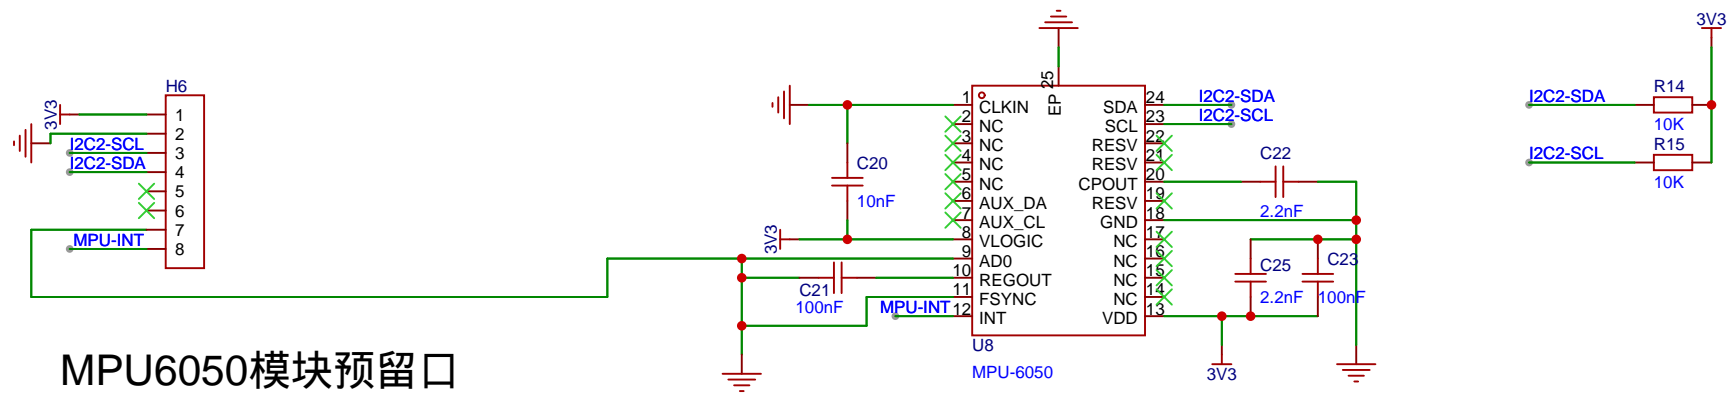 H6
3V3
1
2
I2C2-SCL
3
I2C2-SDA
4
5
6
7
MPU-INT
8
MPU6050模块预留口
C20
10nF
3V3
C21
100nF
MPU-INT
EP 25
1 CLKIN
2 NC
3 NC
4 NC
5 NC
6 AUX_DA
7 AUX_CL
8 VLOGIC
9 AD0
10 REGOUT
11 FSYNC
12 INT
SDA 24
SCL 23
RESV 22
RESV 21
CPOUT 20
RESV 19
GND 18
NC 17
NC 16
NC 15
NC 14
VDD 13
U8
MPU-6050
I2C2-SDA
I2C2-SCL
C22
2.2nF
C25
2.2nF
C23
100nF
3V3
3V3
I2C2-SDA
R14
10K
I2C2-SCL
R15
10K